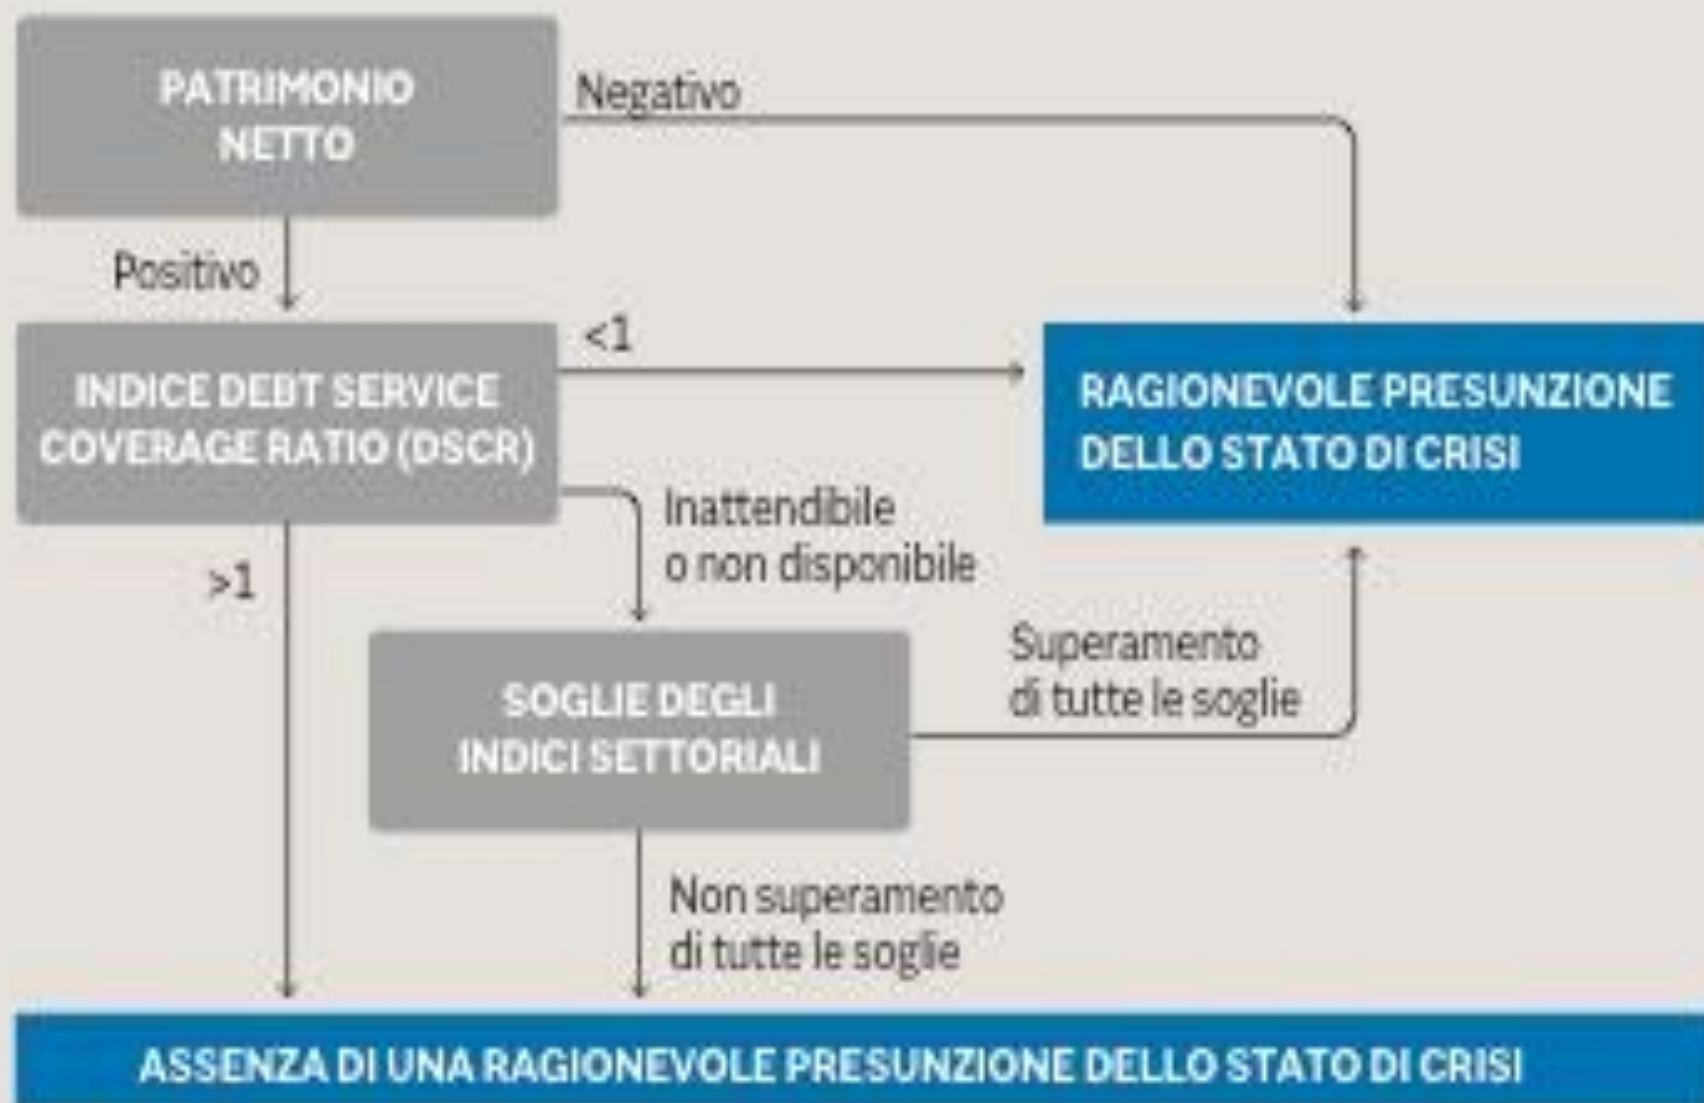 PATRIMONIO
NETTO
Negativo
Positivo
<1
INDICE DEBT SERVICE
COVERAGE RATIO (DSCR)
RAGIONEVOLE PRESUNZIONE
DELLO STATO DI CRISI
Inattendibile
o non disponibile
>1
Superamento
di tutte le soglie
SOGLIE DEGLI
INDICI SETTORIALI
Non superamento
di tutte le soglie
ASSENZA DI UNA RAGIONEVOLE PRESUNZIONE DELLO STATO DI CRISI